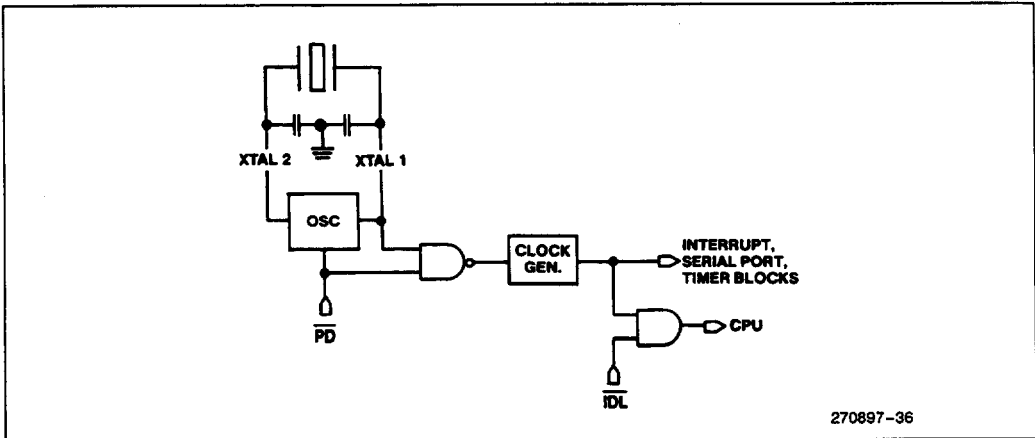 XTAL 2
XTAL 1
OSC
CLOCK
GEN.
INTERRUPT,
SERIAL PORT,
TIMER BLOCKS
CPU
PD
IDL
270897-36